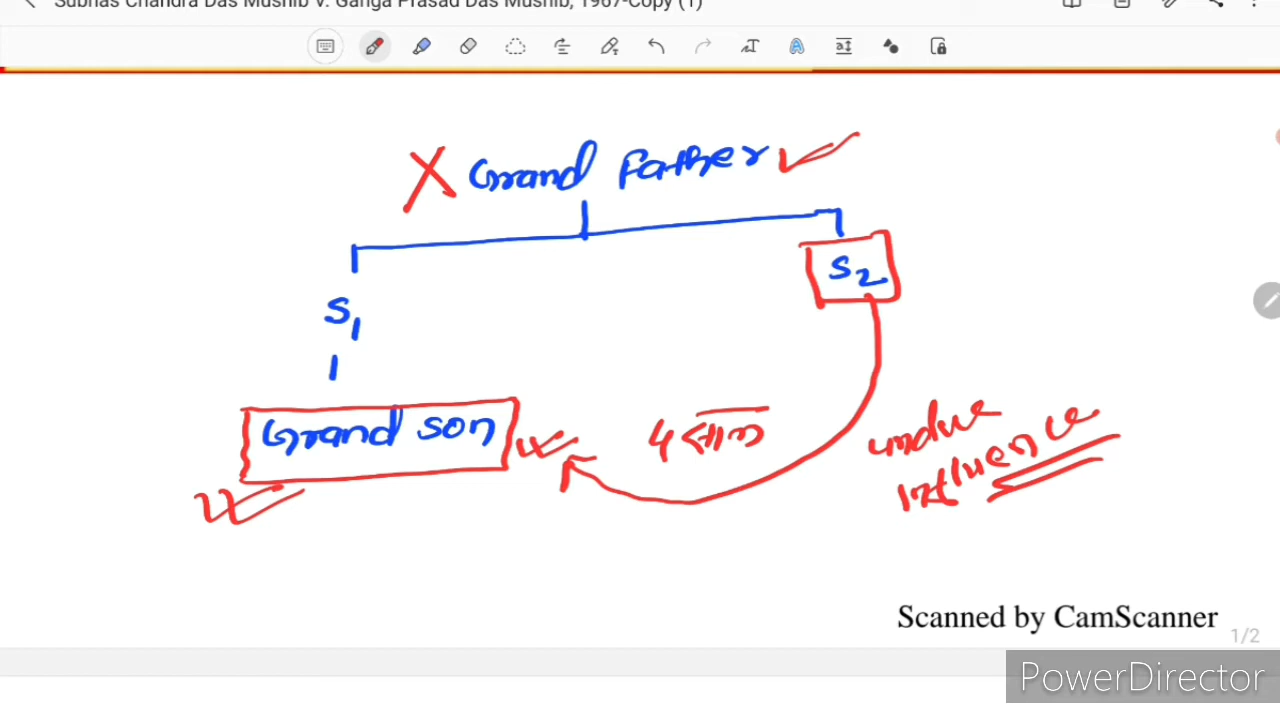 Subhas Chandra Das Mushib V. Ganga Prasad Das Mushib, 1967-Copy (1)
Grand Father
S1
S2
Grand son
4 साल
undue
influence
Scanned by CamScanner
1/2
PowerDirector